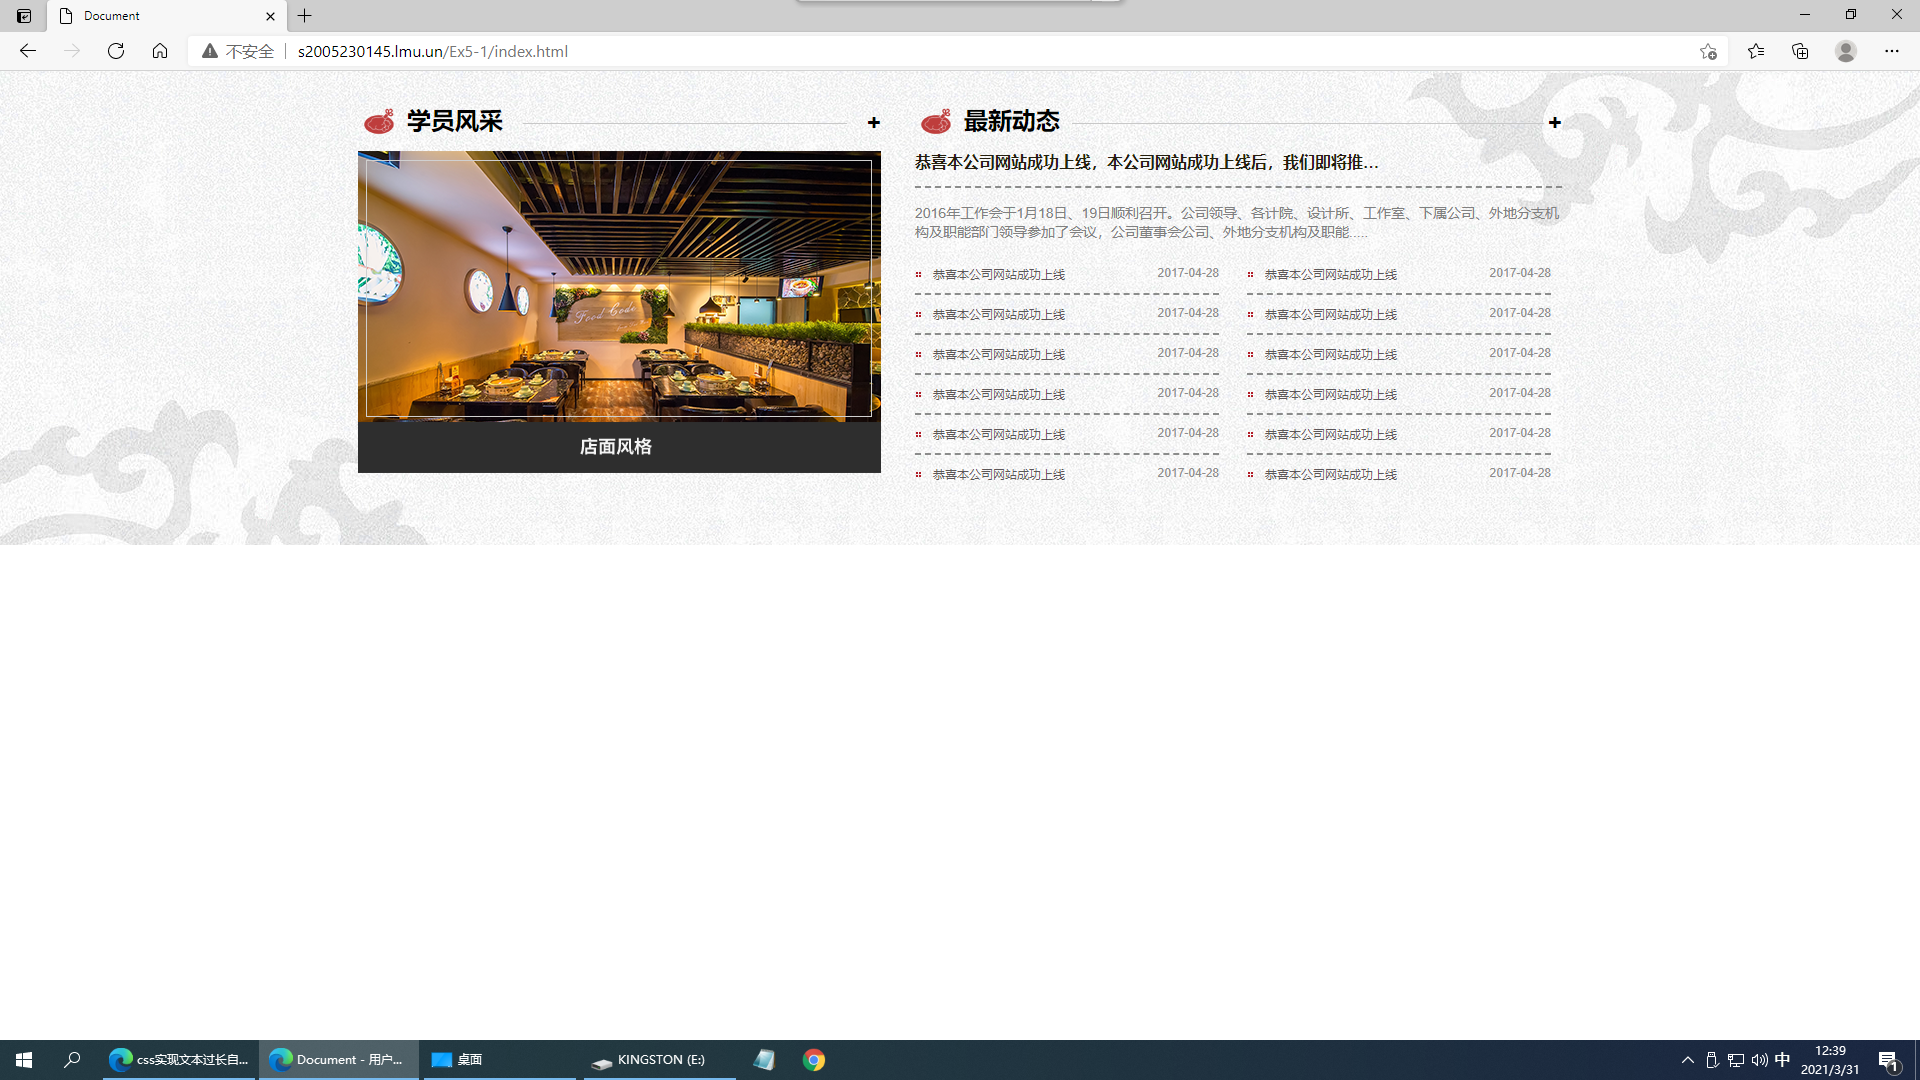 Document
不安全
s2005230145.lmu.un/Ex5-1/index.html
学员风采
+
最新动态
+
Food Code
店面风格
恭喜本公司网站成功上线，本公司网站成功上线后，我们即将推...
2016年工作会于1月18日、19日顺利召开。公司领导、各计院、设计所、工作室、下属公司、外地分支机
构及职能部门领导参加了会议，公司董事会公司、外地分支机构及职能.....
恭喜本公司网站成功上线 2017-04-28 恭喜本公司网站成功上线 2017-04-28
恭喜本公司网站成功上线 2017-04-28 恭喜本公司网站成功上线 2017-04-28
恭喜本公司网站成功上线 2017-04-28 恭喜本公司网站成功上线 2017-04-28
恭喜本公司网站成功上线 2017-04-28 恭喜本公司网站成功上线 2017-04-28
恭喜本公司网站成功上线 2017-04-28 恭喜本公司网站成功上线 2017-04-28
恭喜本公司网站成功上线 2017-04-28 恭喜本公司网站成功上线 2017-04-28
css实现文本过长自...
Document - 用户...
桌面
KINGSTON (E:)
中
12:39
2021/3/31
1